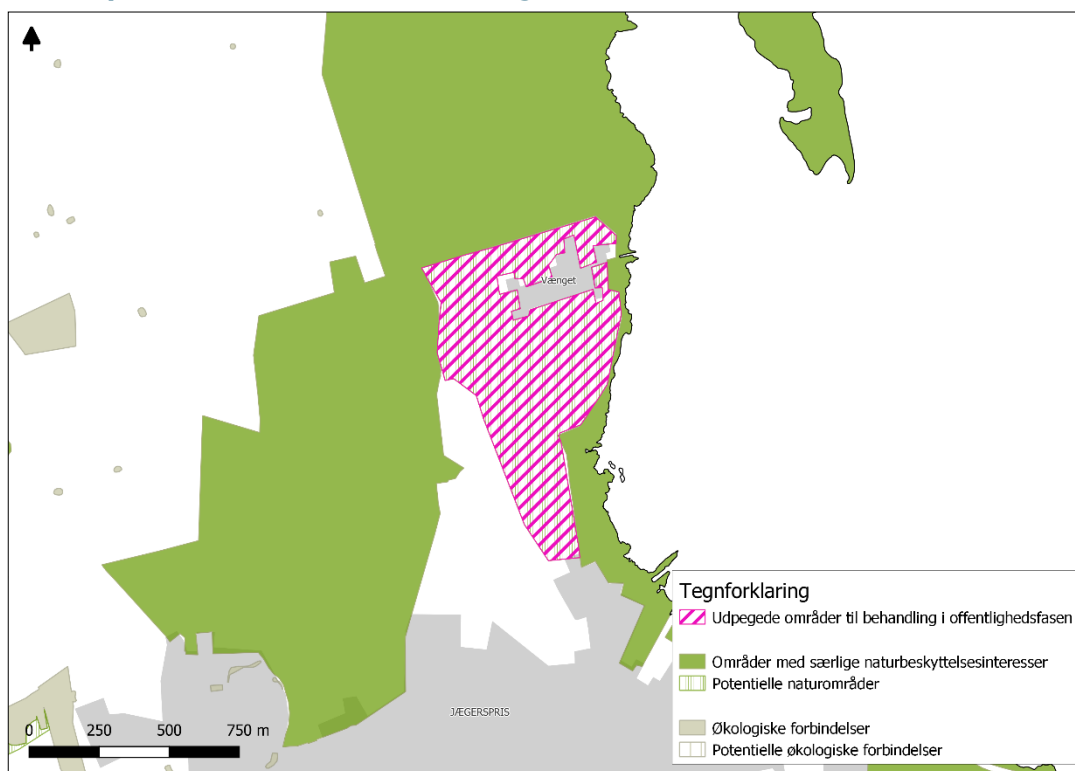 Vænget
JÆGERSPRIS
0 250 500 750 m
Tegnforklaring
Udpegede områder til behandling i offentlighedsfasen
Områder med særlige naturbeskyttelsesinteresser
Potentielle naturområder
Økologiske forbindelser
Potentielle økologiske forbindelser